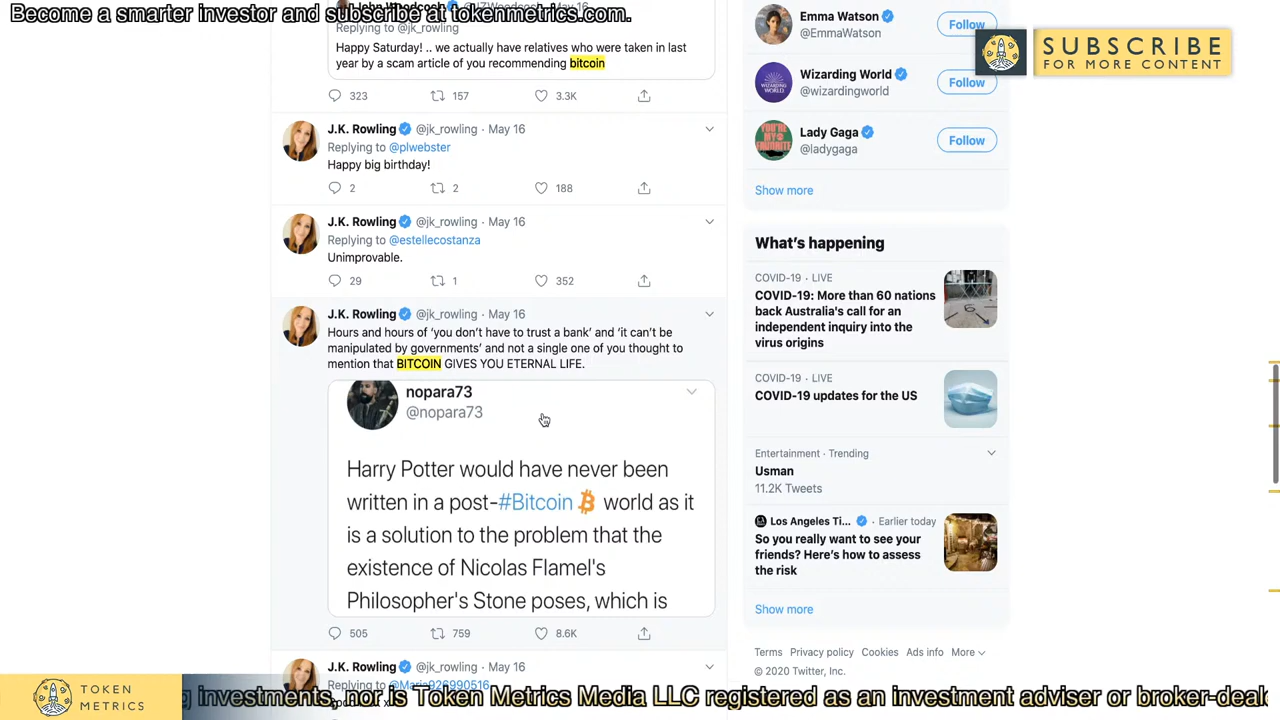 Become a smarter investor and subscribe at tokenmetrics.com.
Replying to @jk_rowling
Happy Saturday! .. we actually have relatives who were taken in last
year by a scam article of you recommending bitcoin
323 157 3.3K
J.K. Rowling @jk_rowling · May 16
Replying to @plwebster
Happy big birthday!
2 2 188
J.K. Rowling @jk_rowling · May 16
Replying to @estellecostanza
Unimprovable.
29 1 352
J.K. Rowling @jk_rowling · May 16
Hours and hours of 'you don't have to trust a bank' and 'it can't be
manipulated by governments' and not a single one of you thought to
mention that BITCOIN GIVES YOU ETERNAL LIFE.
nopara73
@nopara73
Harry Potter would have never been
written in a post-#Bitcoin world as it
is a solution to the problem that the
existence of Nicolas Flamel's
Philosopher's Stone poses, which is
505 759 8.6K
J.K. Rowling @jk_rowling · May 16
Replying to @Maria926990516
Emma Watson
@EmmaWatson
Follow
Wizarding World
@wizardingworld
Follow
Lady Gaga
@ladygaga
Follow
Show more
SUBSCRIBE
FOR MORE CONTENT
What's happening
COVID-19 · LIVE
COVID-19: More than 60 nations
back Australia's call for an
independent inquiry into the
virus origins
COVID-19 · LIVE
COVID-19 updates for the US
Entertainment · Trending
Usman
11.2K Tweets
Los Angeles Ti... · Earlier today
So you really want to see your
friends? Here's how to assess
the risk
Show more
Terms Privacy policy Cookies Ads info More
© 2020 Twitter, Inc.
TOKEN
METRICS
investments, nor is Token Metrics Media LLC registered as an investment adviser or broker-deale